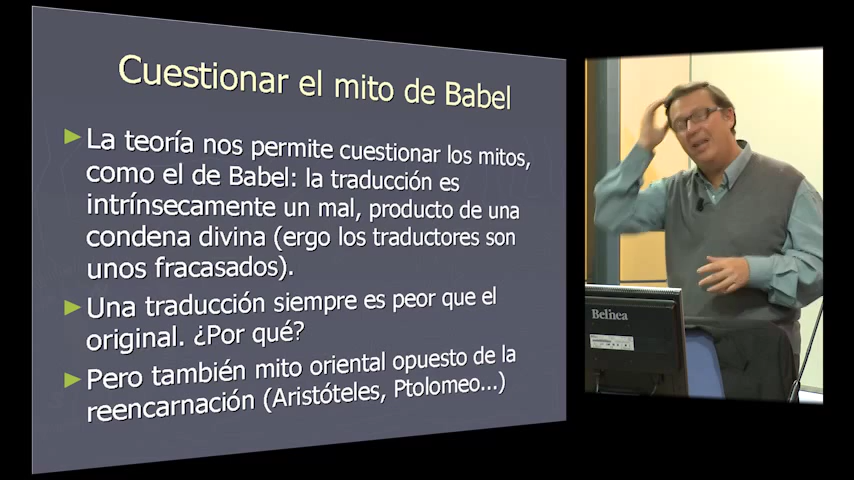 Cuestionar el mito de Babel
La teoría nos permite cuestionar los mitos,
como el de Babel: la traducción es
intrínsecamente un mal, producto de una
condena divina (ergo los traductores son
unos fracasados).
Una traducción siempre es peor que el
original. ¿Por qué?
Pero también mito oriental opuesto de la
reencarnación (Aristóteles, Ptolomeo...)
Belinea